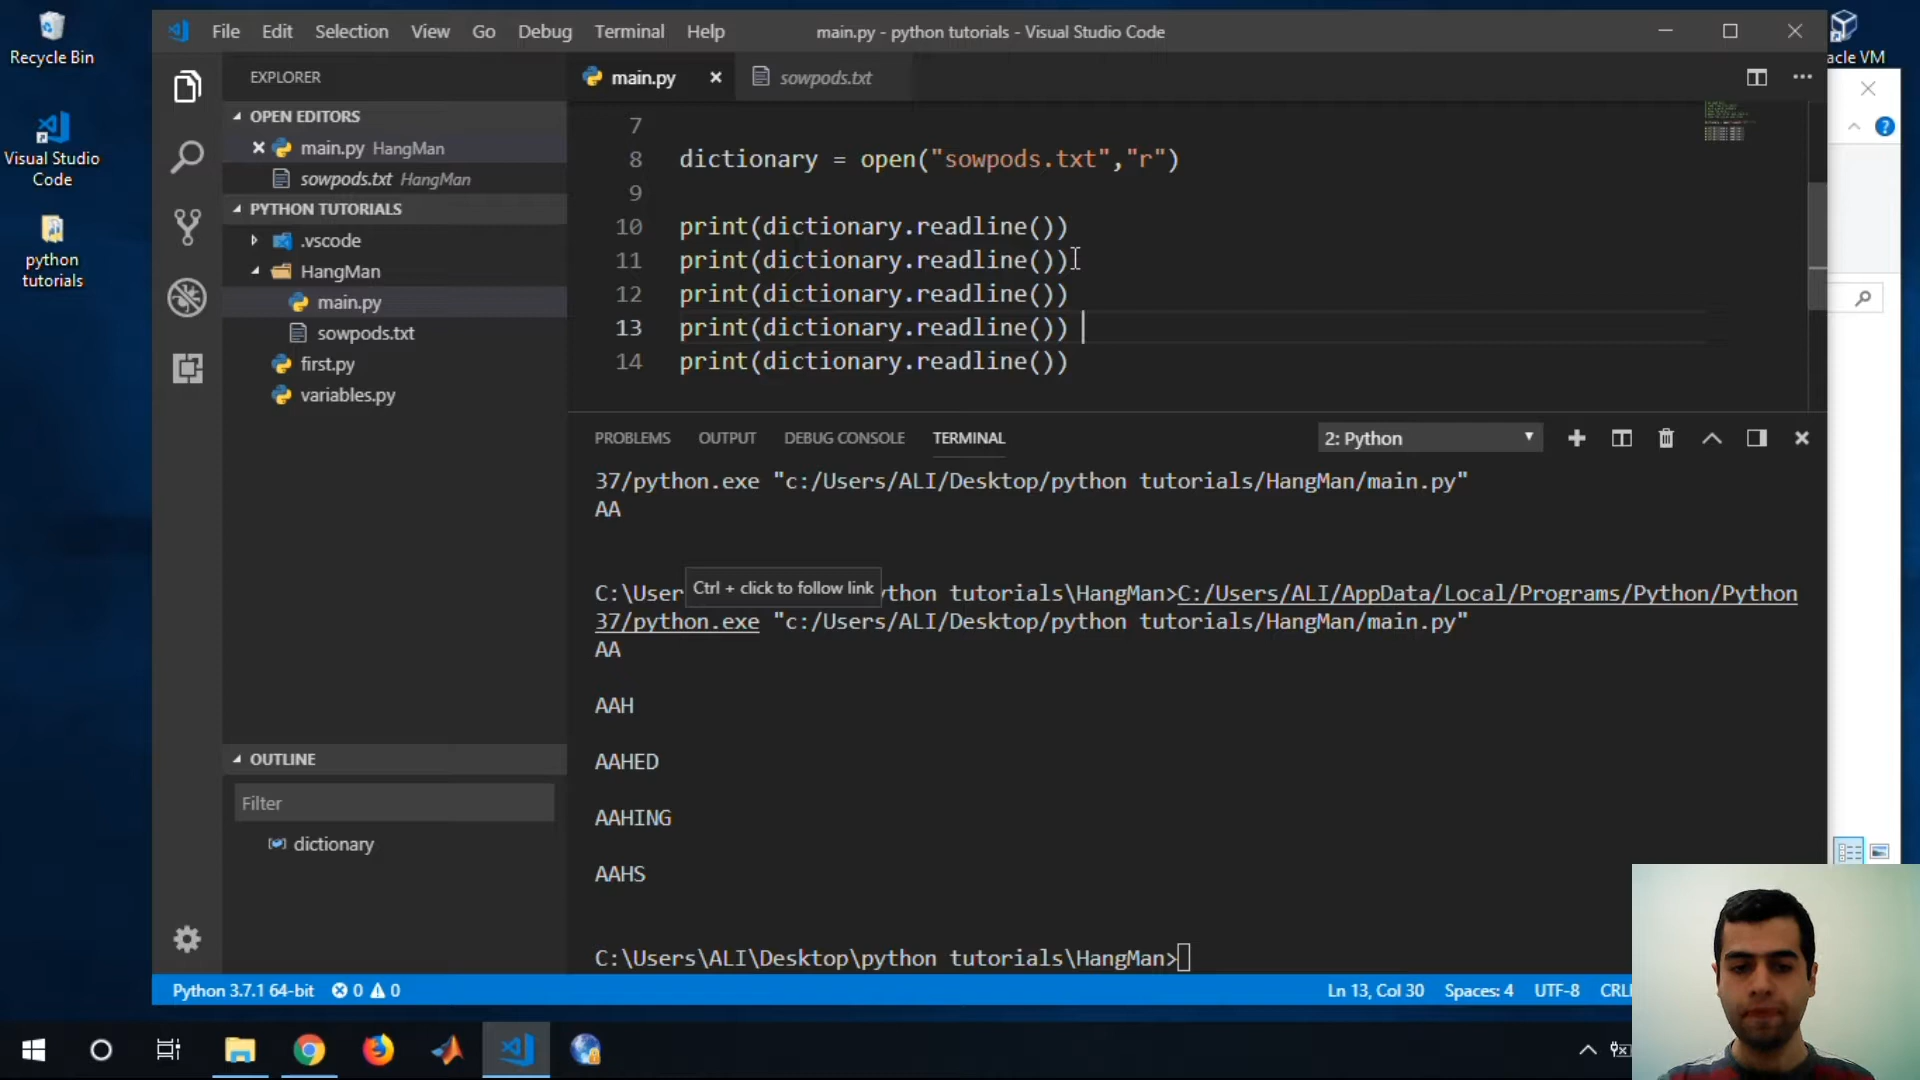 Recycle Bin
Visual Studio
Code
python
tutorials
File Edit Selection View Go Debug Terminal Help
main.py - python tutorials - Visual Studio Code
acle VM
EXPLORER
OPEN EDITORS
main.py HangMan
sowpods.txt HangMan
PYTHON TUTORIALS
.vscode
HangMan
main.py
sowpods.txt
first.py
variables.py
OUTLINE
Filter
dictionary
main.py
sowpods.txt
7
8 dictionary = open("sowpods.txt","r")
9
10 print(dictionary.readline())
11 print(dictionary.readline())
12 print(dictionary.readline())
13 print(dictionary.readline())
14 print(dictionary.readline())
PROBLEMS OUTPUT DEBUG CONSOLE TERMINAL
2: Python
37/python.exe "c:/Users/ALI/Desktop/python tutorials/HangMan/main.py"
AA
Ctrl + click to follow link
C:\User thon tutorials\HangMan>C:/Users/ALI/AppData/Local/Programs/Python/Python
37/python.exe "c:/Users/ALI/Desktop/python tutorials/HangMan/main.py"
AA
AAH
AAHED
AAHING
AAHS
C:\Users\ALI\Desktop\python tutorials\HangMan>
Python 3.7.1 64-bit 0 0
Ln 13, Col 30 Spaces: 4 UTF-8 CRL